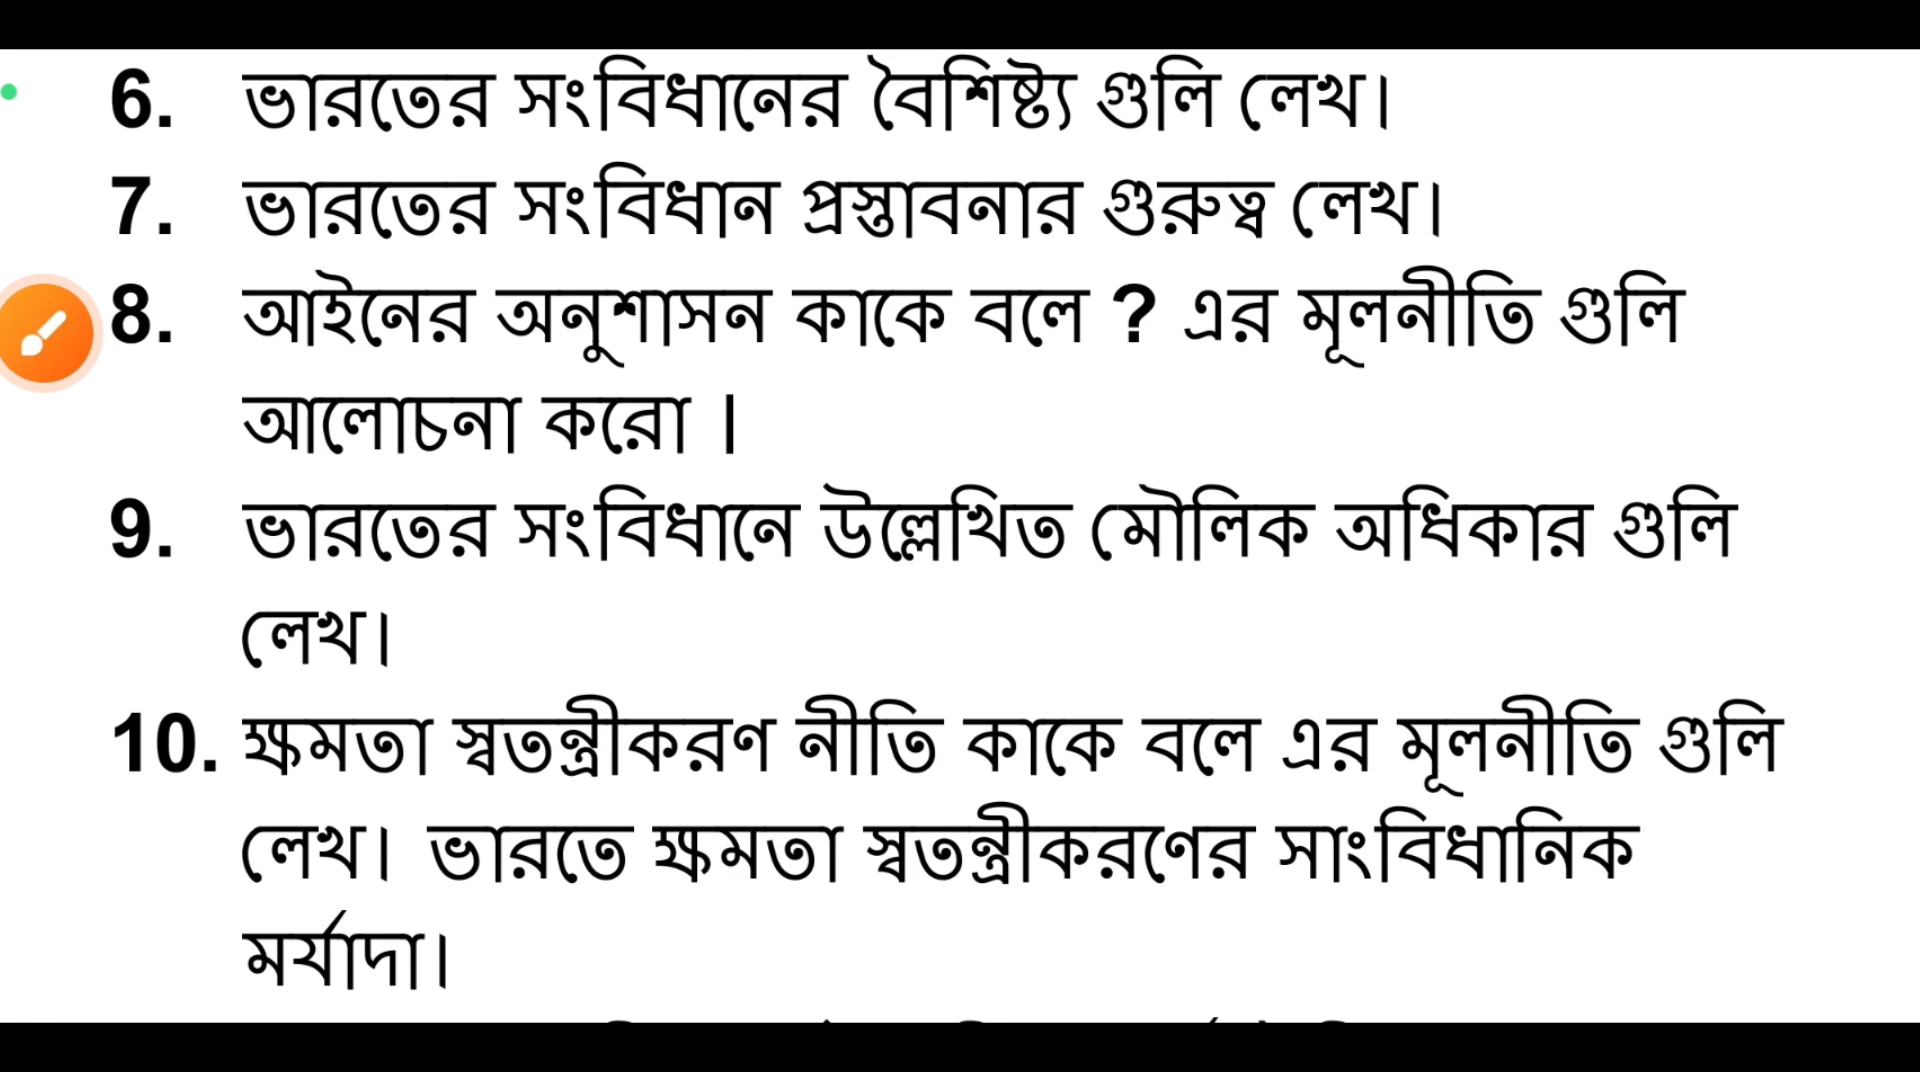 6. ভারতের সংবিধানের বৈশিষ্ট্য গুলি লেখ।
7. ভারতের সংবিধান প্রস্তাবনার গুরুত্ব লেখ।
8. আইনের অনুশাসন কাকে বলে ? এর মূলনীতি গুলি
আলোচনা করো |
9. ভারতের সংবিধানে উল্লেখিত মৌলিক অধিকার গুলি
লেখ।
10. ক্ষমতা স্বতন্ত্রীকরণ নীতি কাকে বলে এর মূলনীতি গুলি
লেখ। ভারতে ক্ষমতা স্বতন্ত্রীকরণের সাংবিধানিক
মর্যাদা।